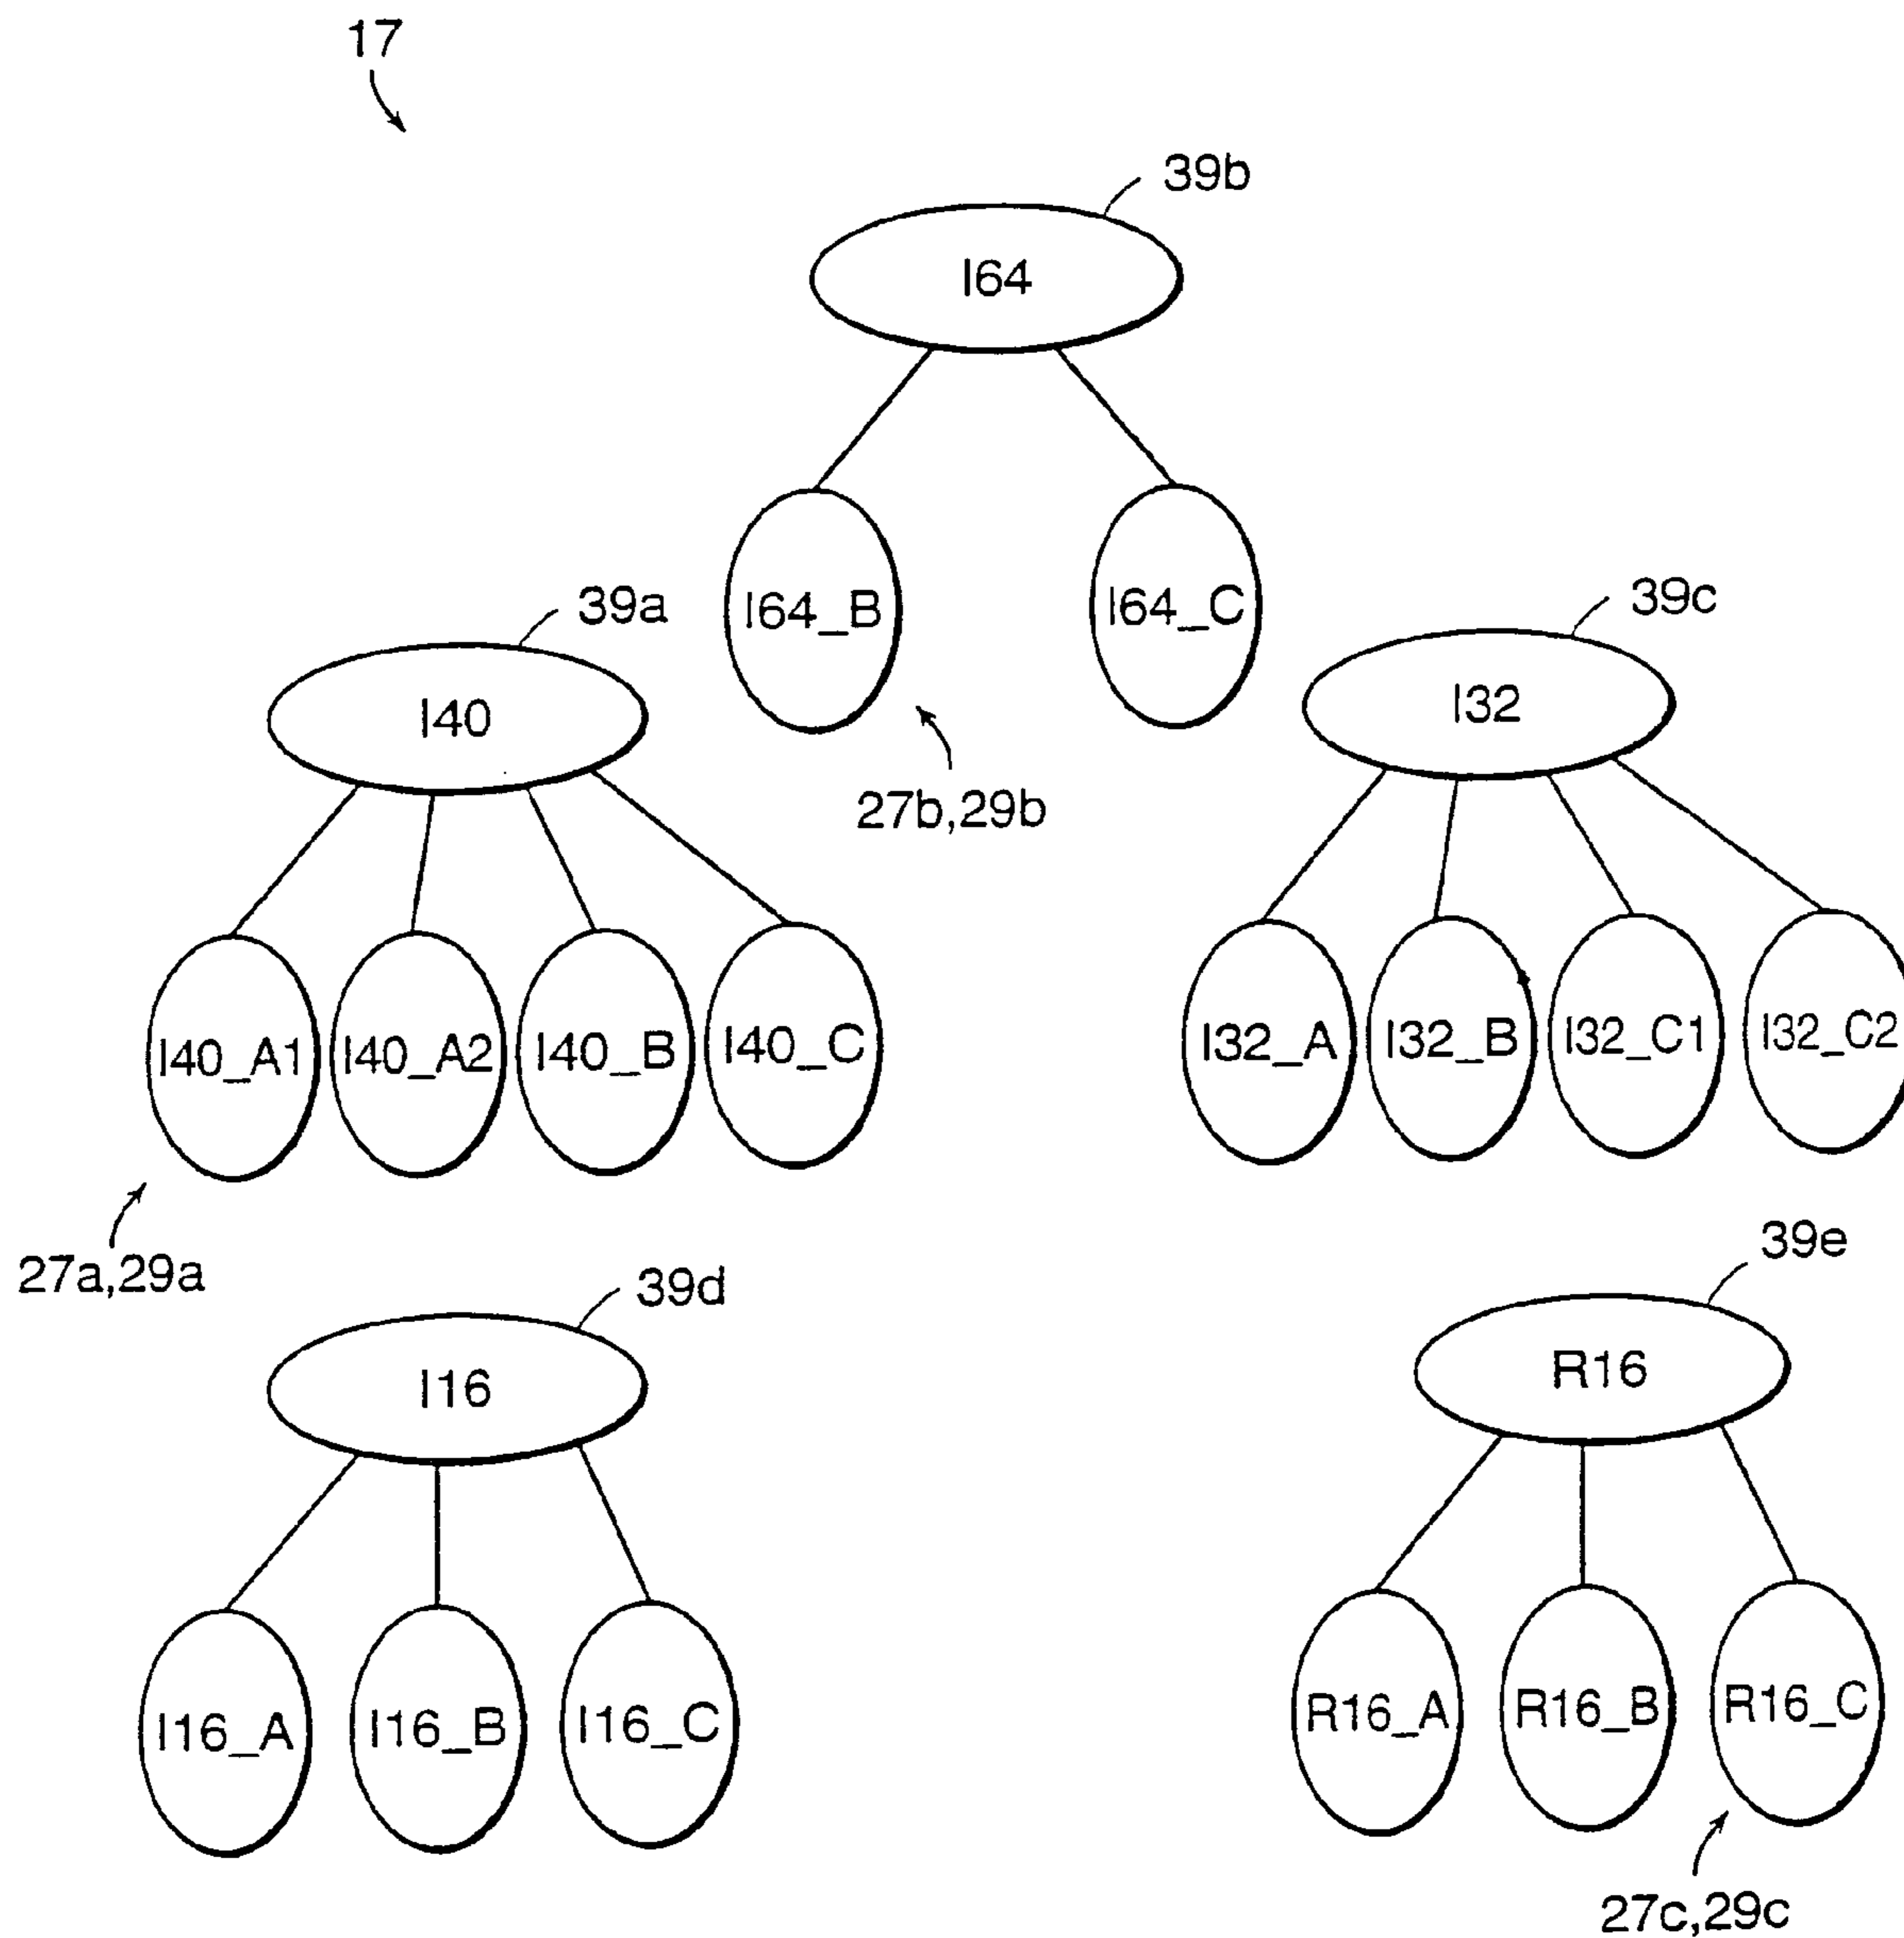 17
39b
I64
I64_B
I64_C
39a
I40
39c
I32
27b,29b
I40_A1
I40_A2
I40_B
I40_C
I32_A
I32_B
I32_C1
I32_C2
27a,29a
39d
I16
39e
R16
I16_A
I16_B
I16_C
R16_A
R16_B
R16_C
27c,29c